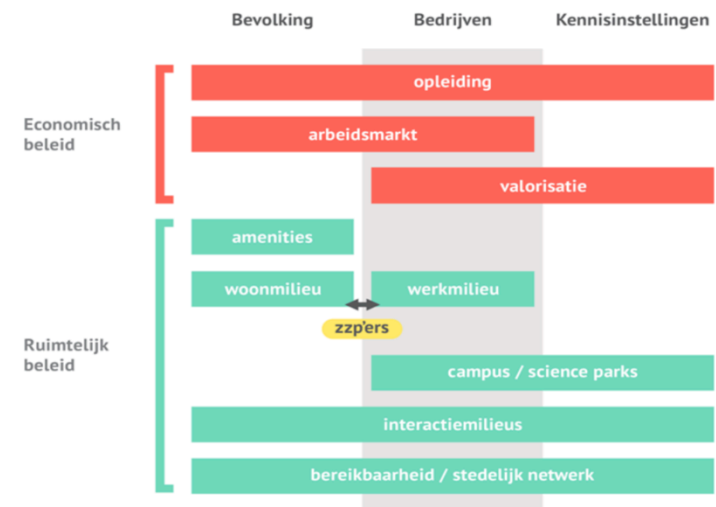 Bevolking Bedrijven Kennisinstellingen
opleiding
Economisch
beleid
arbeidsmarkt
valorisatie
amenities
woonmilieu werkmilieu
zzp'ers
Ruimtelijk
beleid
campus / science parks
interactiemilieus
bereikbaarheid / stedelijk netwerk